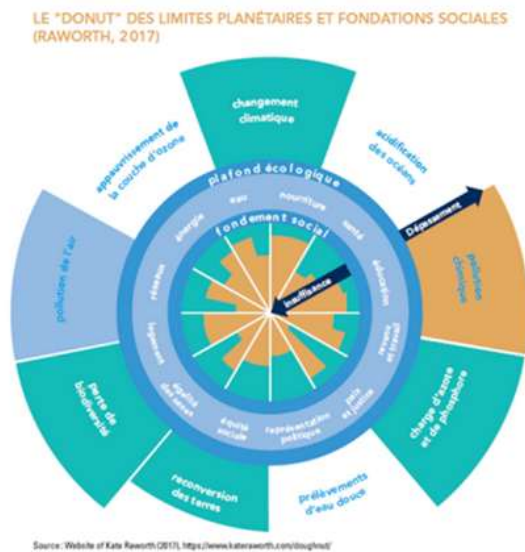 LE "DONUT" DES LIMITES PLANÉTAIRES ET FONDATIONS SOCIALES
(RAWORTH, 2017)
changement
climatique
appauvrissement de
la couche d'ozone
acidification
des océans
plafond écologique
Dépassement
pollution
chimique
pollution de l'air
énergie
eau
nourriture
santé
éducation
fondement social
insuffisance
réseaux
logement
égalité
des sexes
équité
sociale
représentation
politique
paix
et justice
travail et
perte de
biodiversité
charge d'azote
et de phosphore
reconversion
des terres
prélèvements
d'eau douce
Source: Website of Kate Raworth (2017), https://www.kateraworth.com/doughnut/